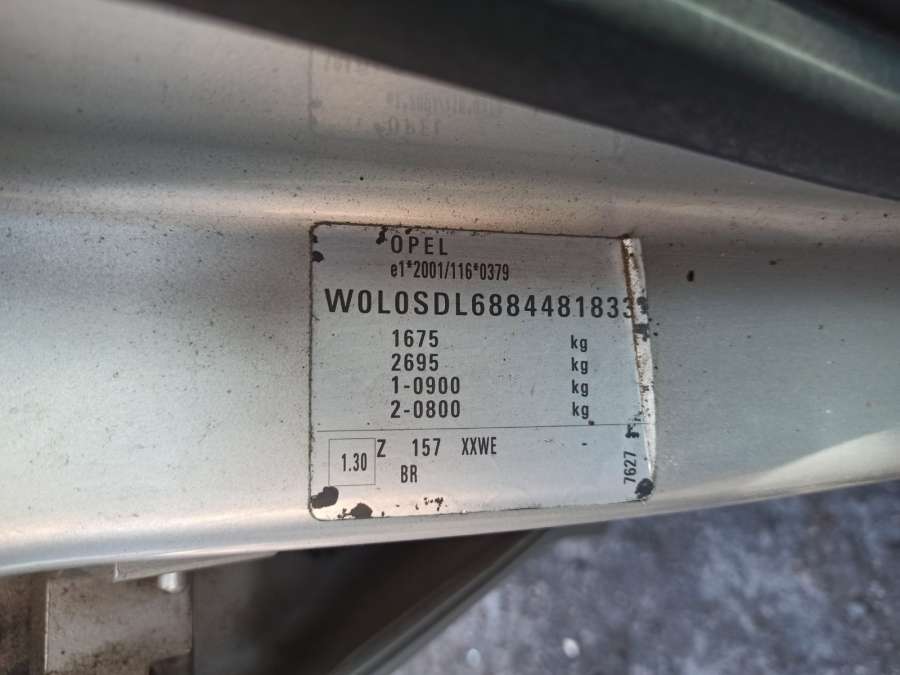 OPEL
e1*2001/116*0379
W0L0SDL6884481833
1675 kg
2695 kg
1-0900 kg
2-0800 kg
1.30 Z 157 XXWE
BR
7627